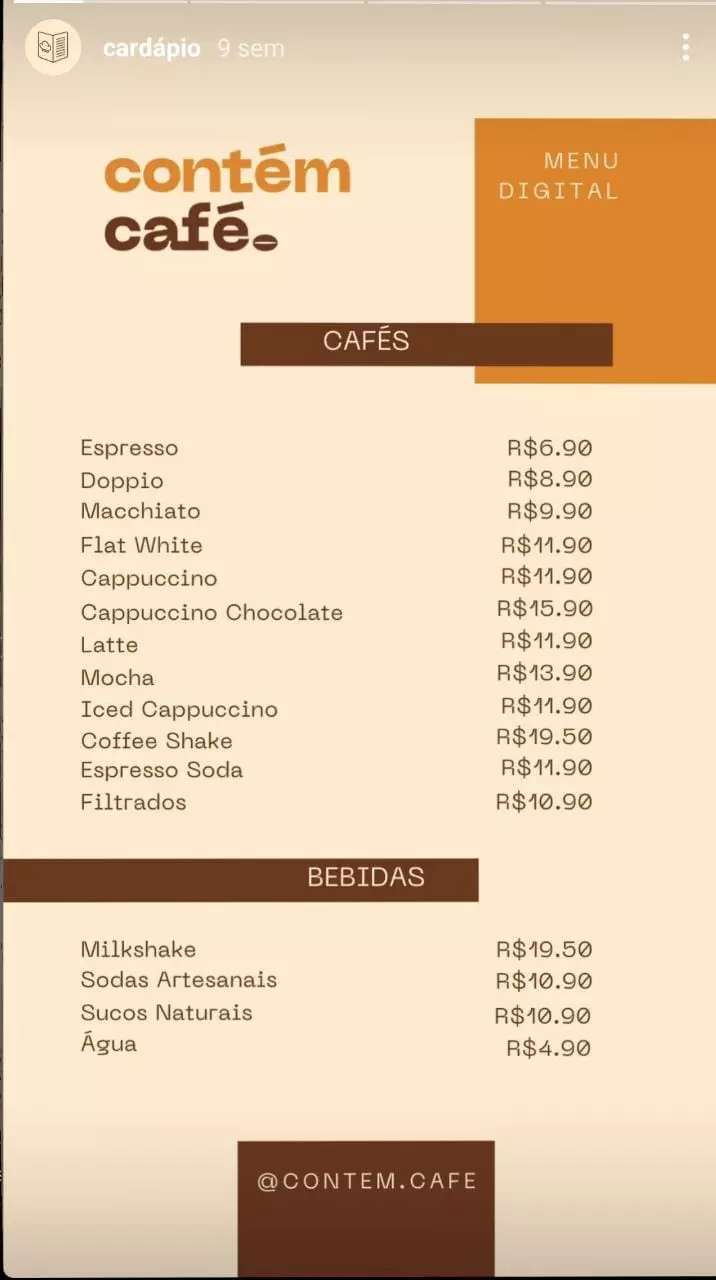 cardápio 9 sem
contém
café
MENU
DIGITAL
CAFÉS
Espresso R$6.90
Doppio R$8.90
Macchiato R$9.90
Flat White R$11.90
Cappuccino R$11.90
Cappuccino Chocolate R$15.90
Latte R$11.90
Mocha R$13.90
Iced Cappuccino R$11.90
Coffee Shake R$19.50
Espresso Soda R$11.90
Filtrados R$10.90
BEBIDAS
Milkshake R$19.50
Sodas Artesanais R$10.90
Sucos Naturais R$10.90
Água R$4.90
@CONTEM.CAFE